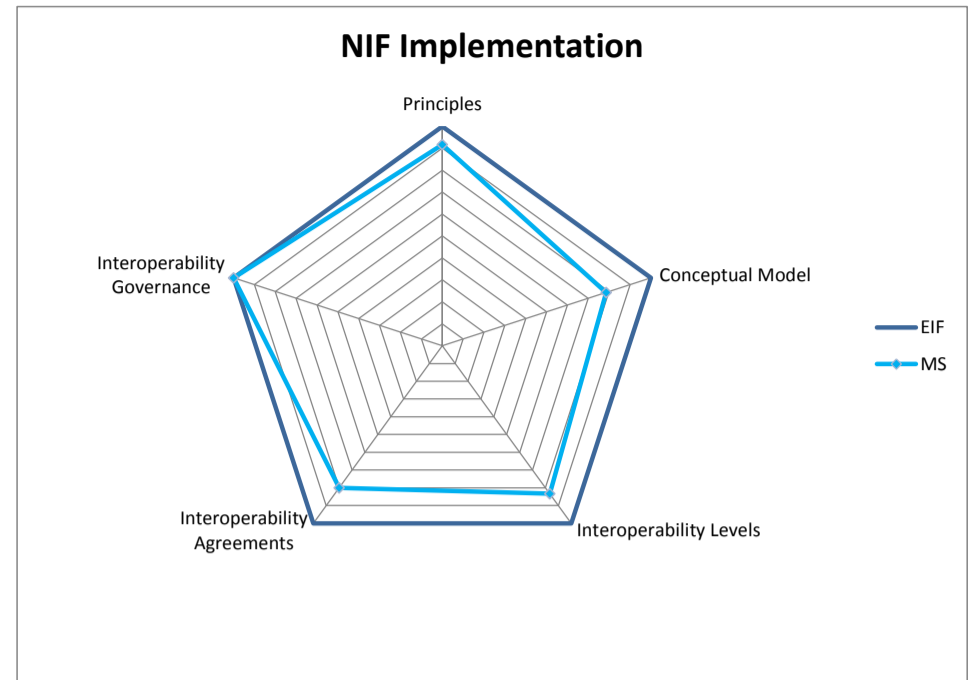 NIF Implementation
Principles
Interoperability
Governance
Conceptual Model
EIF
MS
Interoperability
Agreements
Interoperability Levels